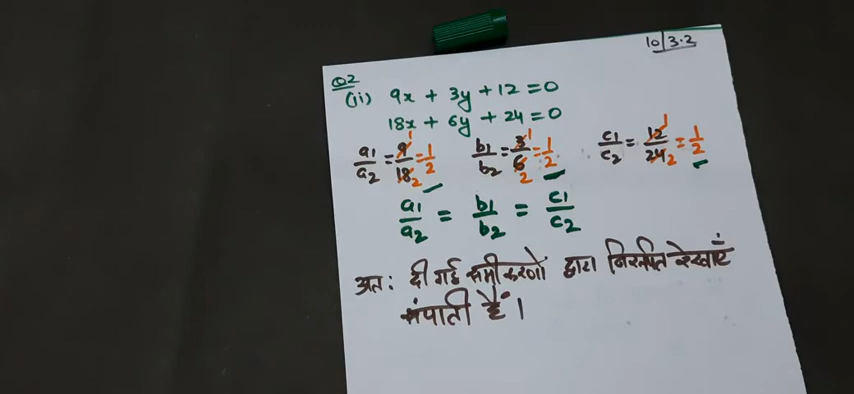 10/3.2
Q2
(ii) 9x + 3y + 12 = 0
18x + 6y + 24 = 0
a1/a2 = 9/18 = 1/2 b1/b2 = 3/6 = 1/2 c1/c2 = 12/24 = 1/2
a1/a2 = b1/b2 = c1/c2
अतः दी गई समीकरणों द्वारा निरूपित रेखाएं
संपाती हैं।